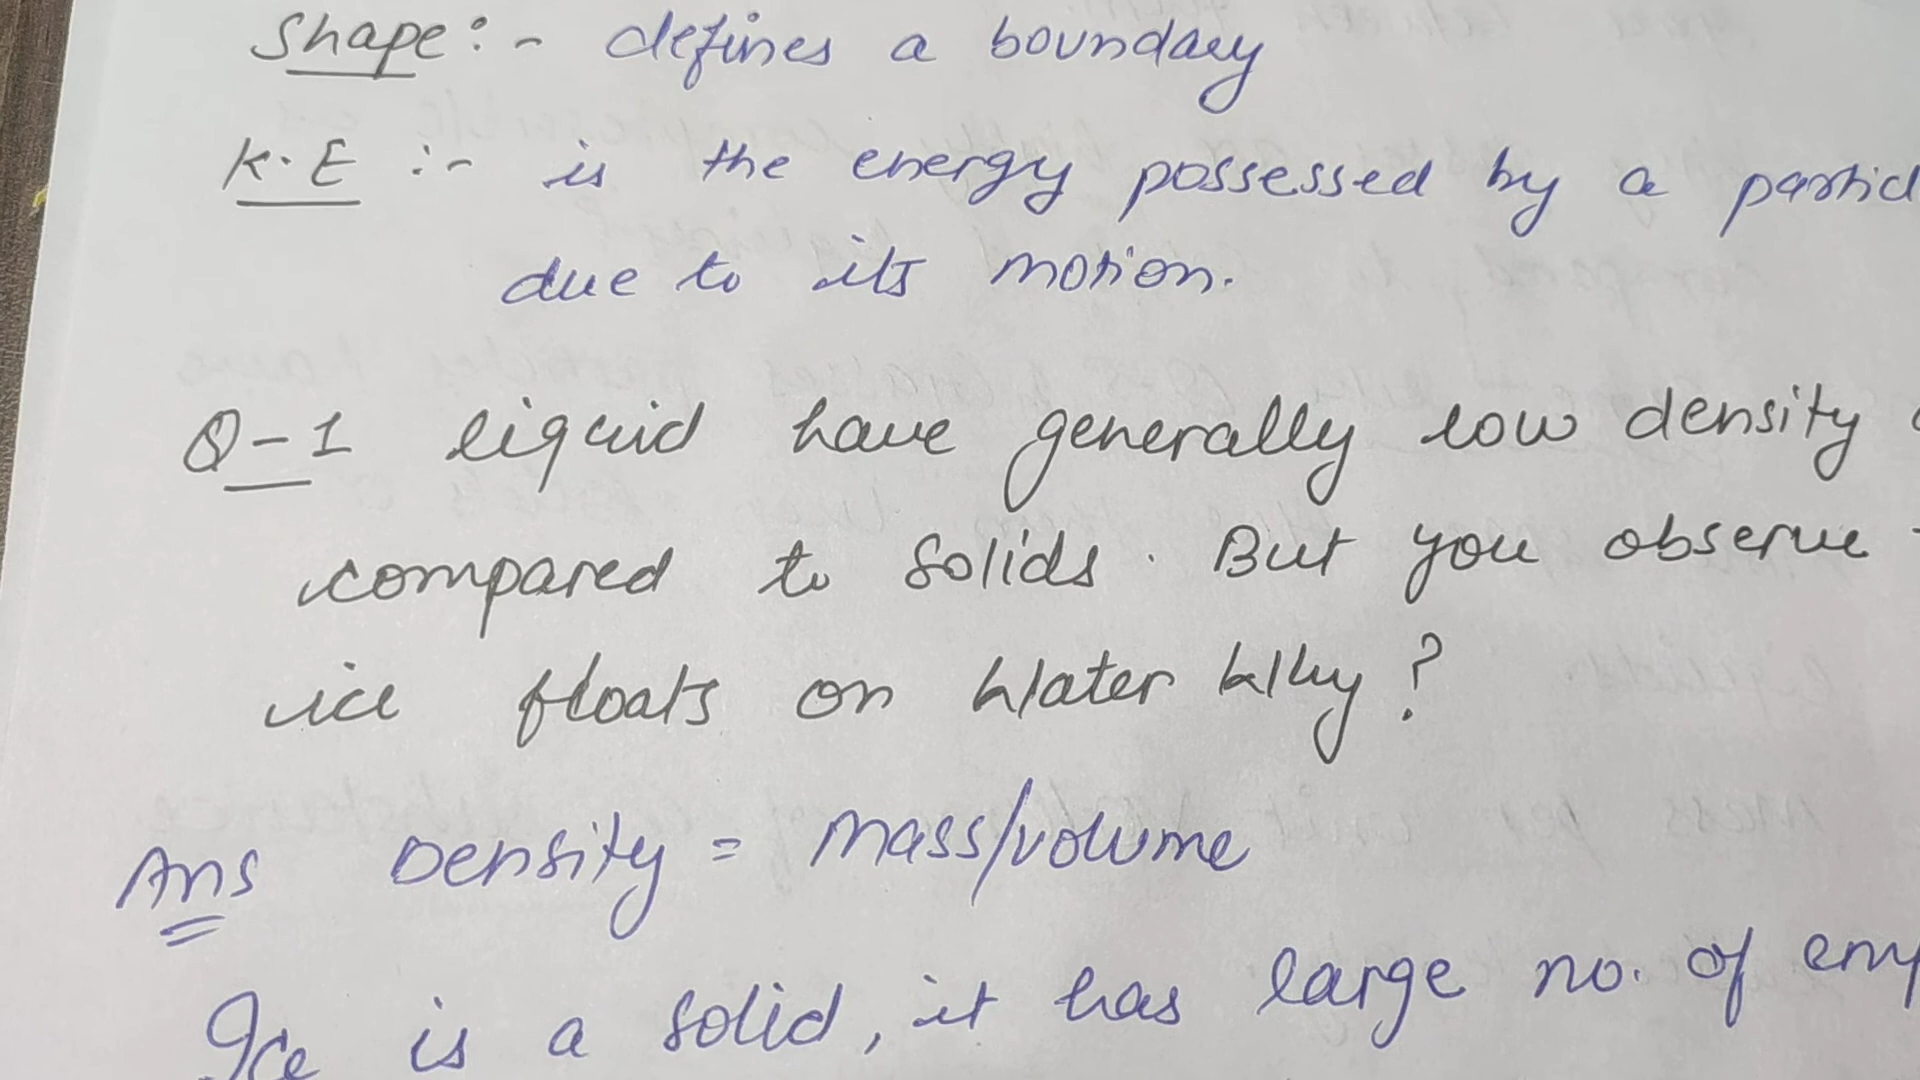 Shape:- defines a boundary
K.E :- is the energy possessed by a partic
due to its motion.
Q-1 liquid have generally low density
compared to solids. But you observe
ice floats on Water Why?
Ans Density = Mass/volume
Ice is a solid, it has large no. of emp